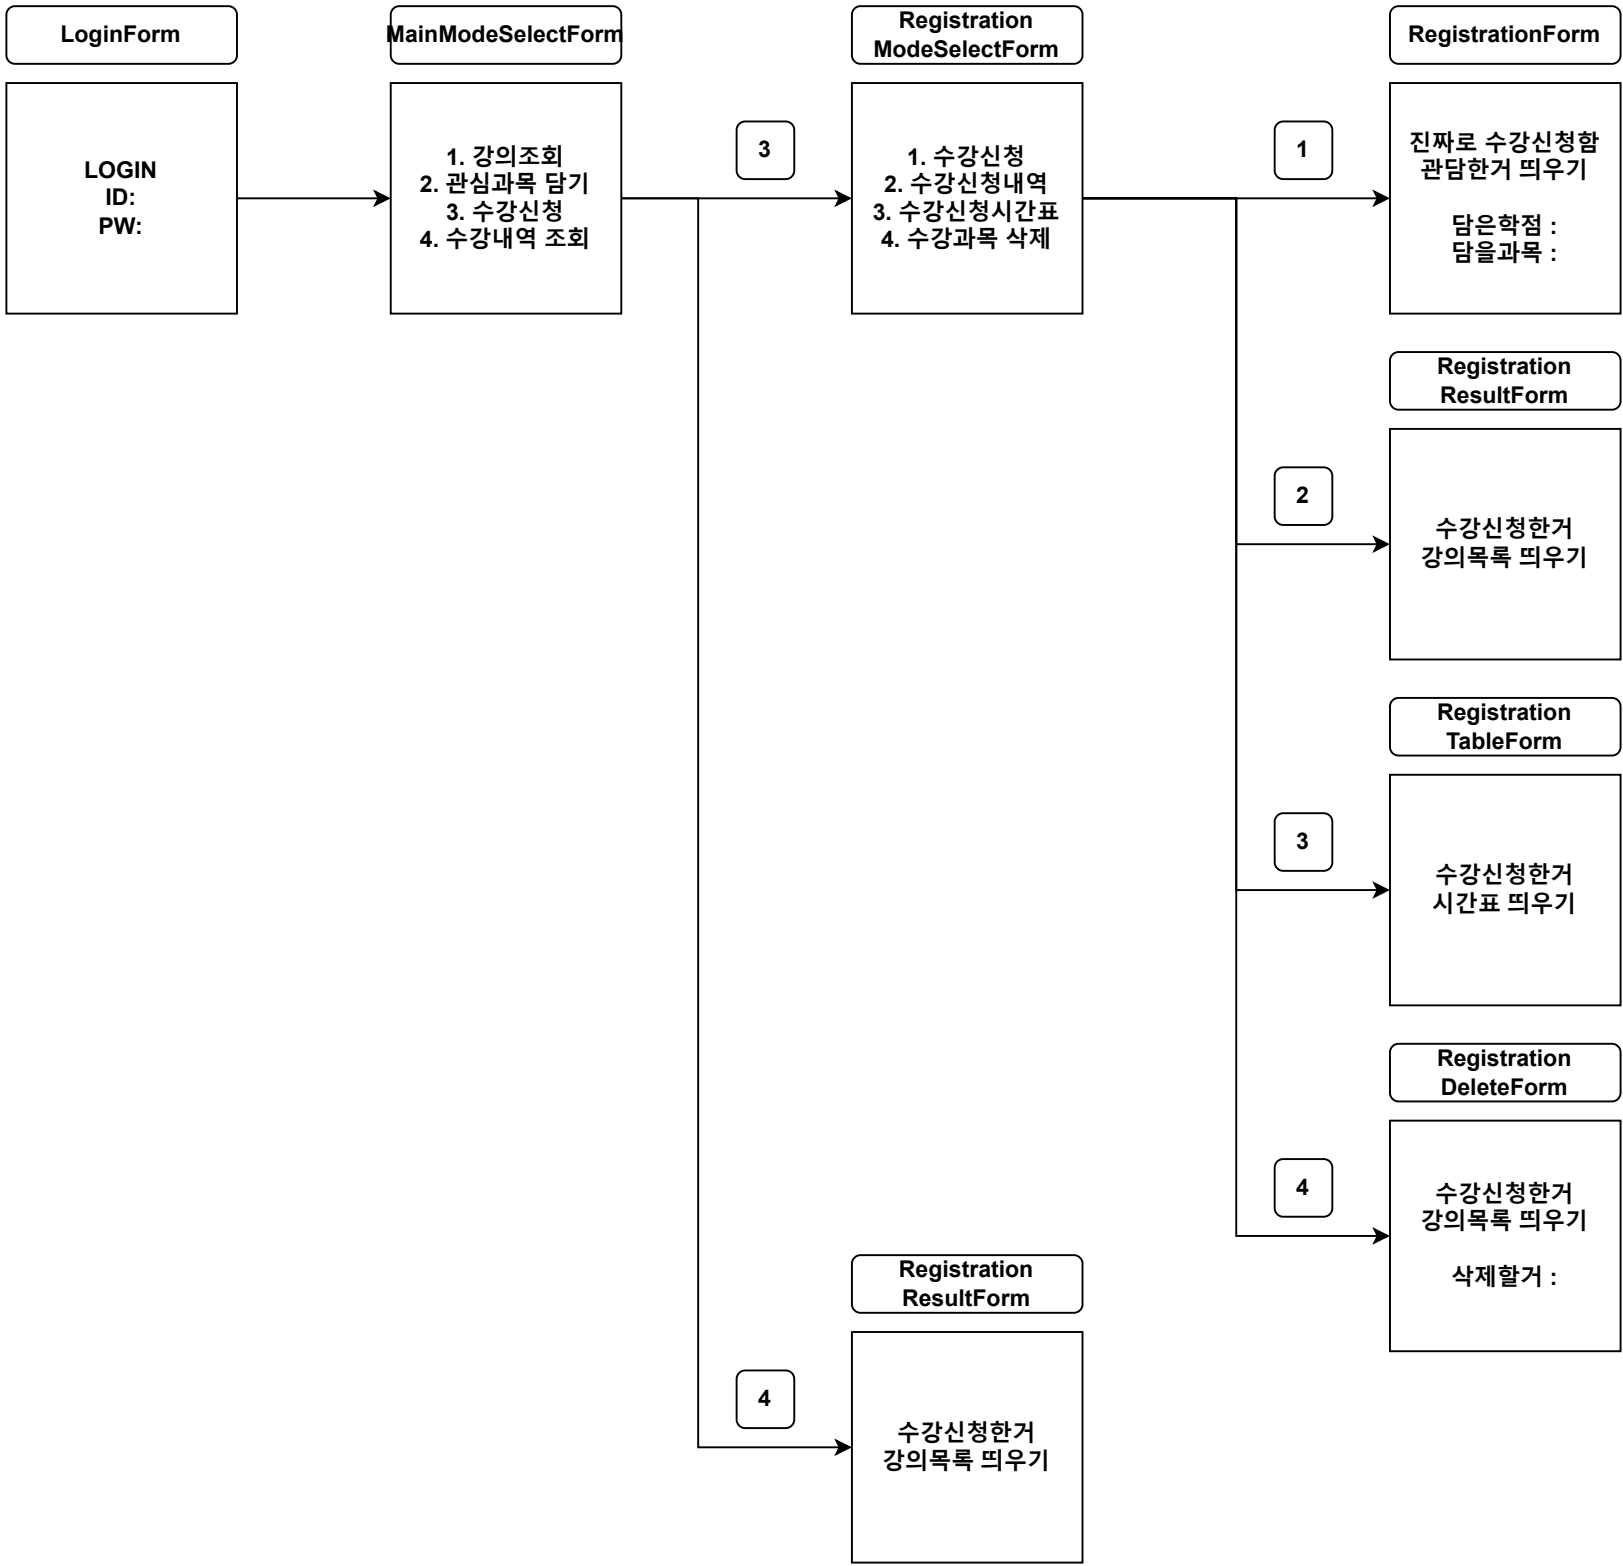 LoginForm
MainModeSelectForm
Registration
ModeSelectForm
RegistrationForm
LOGIN
ID:
PW:
1. 강의조회
2. 관심과목 담기
3. 수강신청
4. 수강내역 조회
3
1. 수강신청
2. 수강신청내역
3. 수강신청시간표
4. 수강과목 삭제
1
진짜로 수강신청함
관담한거 띄우기
담은학점 :
담을과목 :
Registration
ResultForm
2
수강신청한거
강의목록 띄우기
Registration
TableForm
3
수강신청한거
시간표 띄우기
Registration
DeleteForm
4
수강신청한거
강의목록 띄우기
삭제할거 :
Registration
ResultForm
4
수강신청한거
강의목록 띄우기